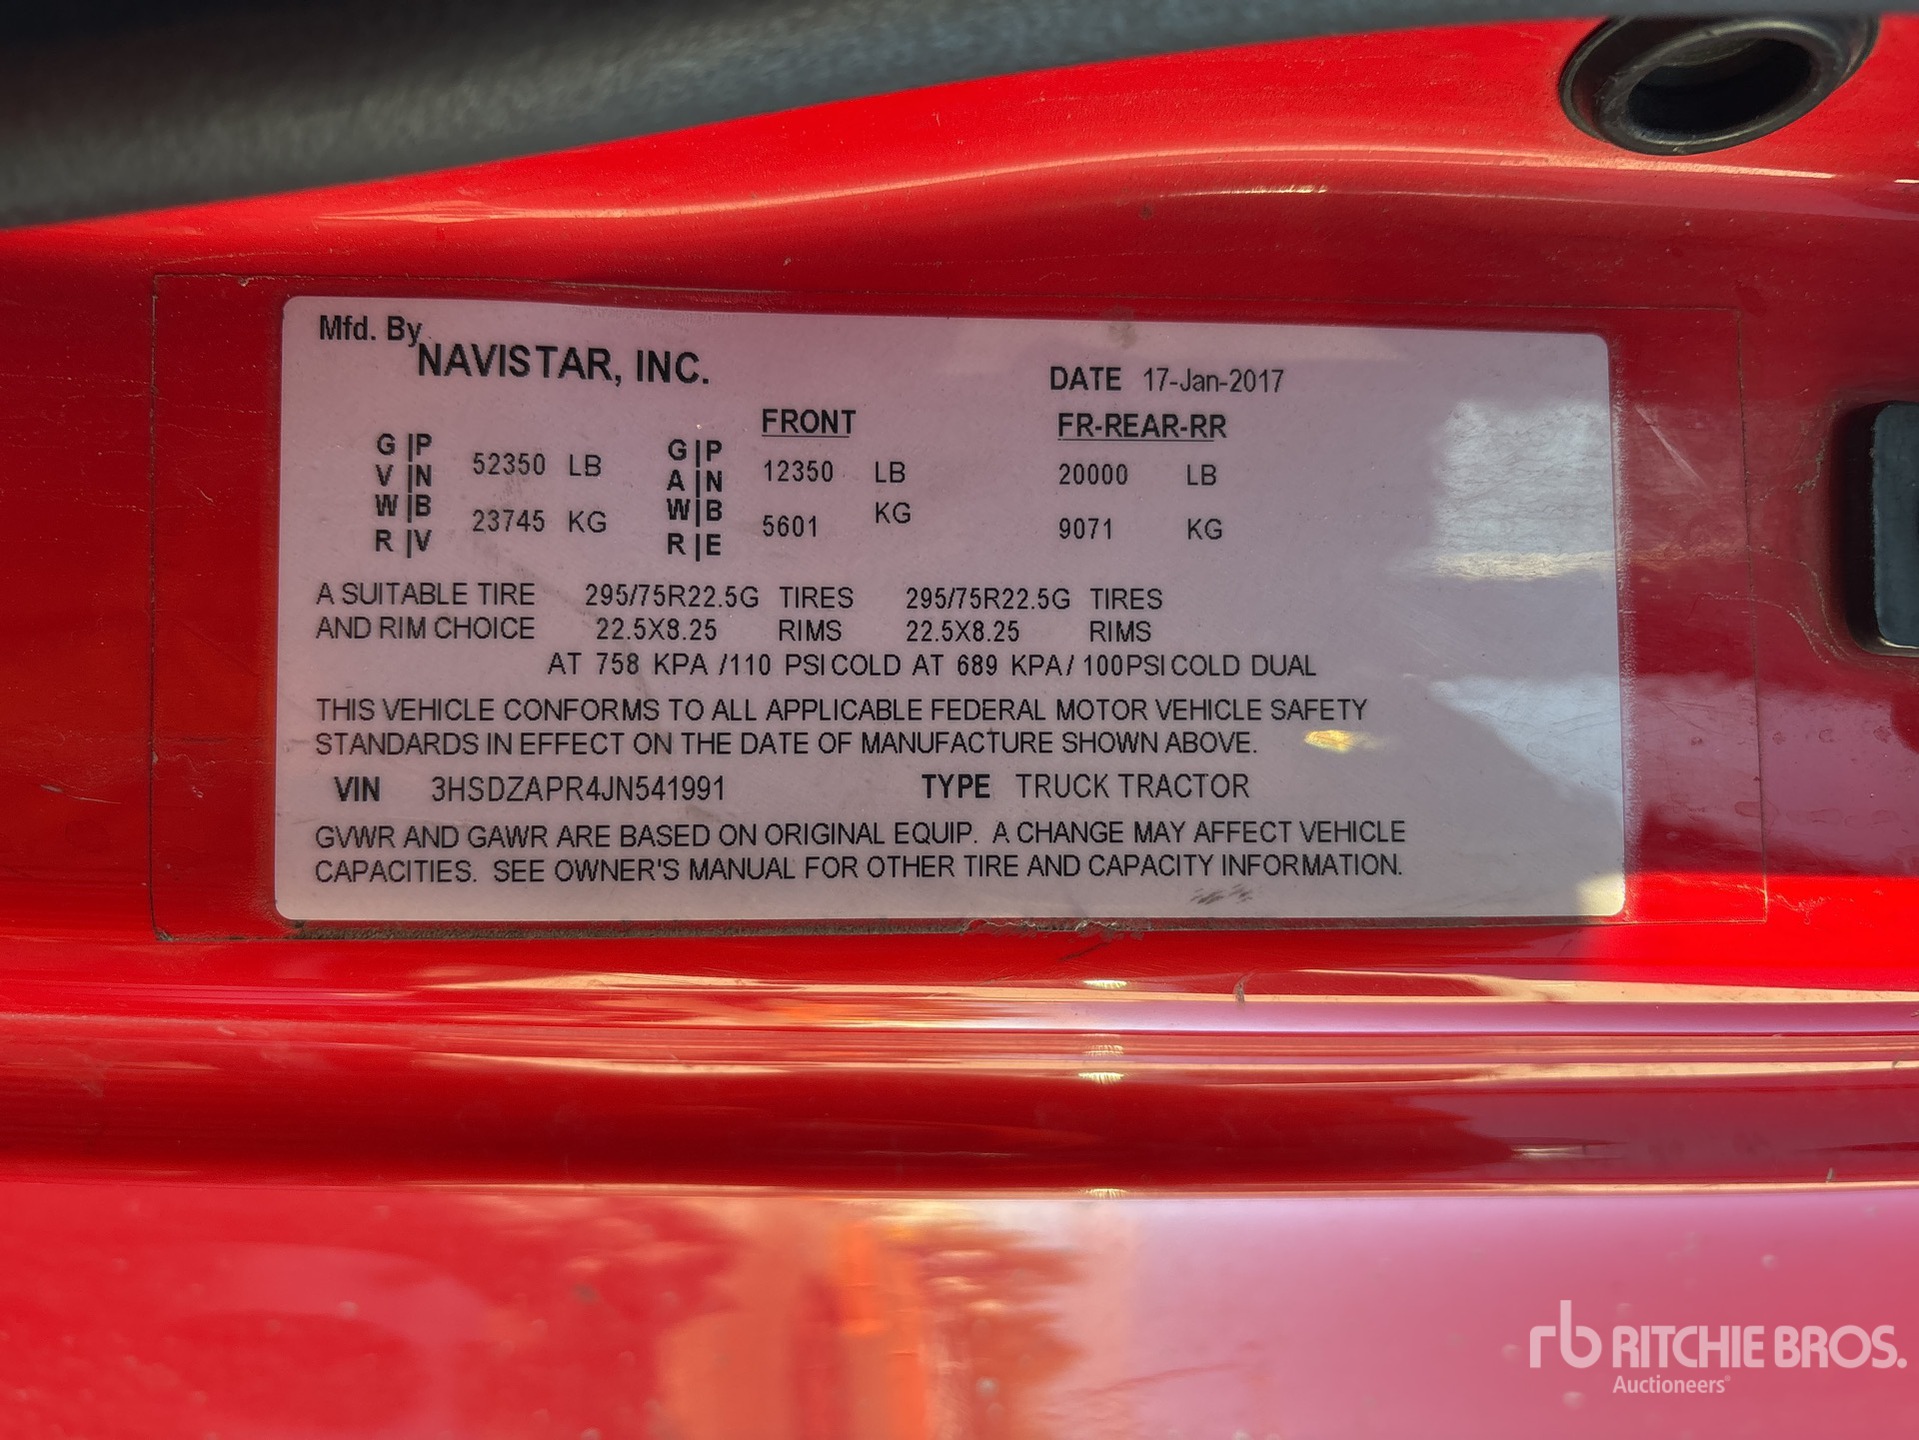 Mfd. By
NAVISTAR, INC.
DATE 17-Jan-2017
FRONT FR-REAR-RR
G|P 52350 LB G|P 12350 LB 20000 LB
V|N A|N
W|B 23745 KG W|B 5601 KG 9071 KG
R|V R|E
A SUITABLE TIRE 295/75R22.5G TIRES 295/75R22.5G TIRES
AND RIM CHOICE 22.5X8.25 RIMS 22.5X8.25 RIMS
AT 758 KPA /110 PSI COLD AT 689 KPA/ 100PSI COLD DUAL
THIS VEHICLE CONFORMS TO ALL APPLICABLE FEDERAL MOTOR VEHICLE SAFETY
STANDARDS IN EFFECT ON THE DATE OF MANUFACTURE SHOWN ABOVE.
VIN 3HSDZAPR4JN541991 TYPE TRUCK TRACTOR
GVWR AND GAWR ARE BASED ON ORIGINAL EQUIP. A CHANGE MAY AFFECT VEHICLE
CAPACITIES. SEE OWNER'S MANUAL FOR OTHER TIRE AND CAPACITY INFORMATION.
rb RITCHIE BROS.
Auctioneers